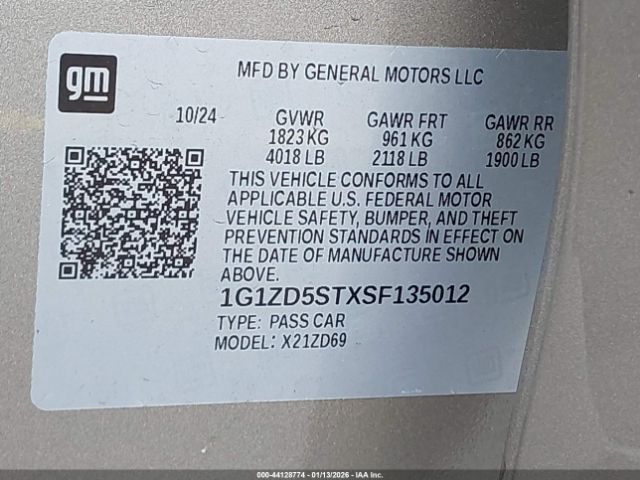 gm
MFD BY GENERAL MOTORS LLC
10/24 GVWR GAWR FRT GAWR RR
1823 KG 961 KG 862 KG
4018 LB 2118 LB 1900 LB
THIS VEHICLE CONFORMS TO ALL
APPLICABLE U.S. FEDERAL MOTOR
VEHICLE SAFETY, BUMPER, AND THEFT
PREVENTION STANDARDS IN EFFECT ON
THE DATE OF MANUFACTURE SHOWN
ABOVE.
1G1ZD5STXSF135012
TYPE: PASS CAR
MODEL: X21ZD69
000-44128774 — 01/13/2026 — IAA Inc.